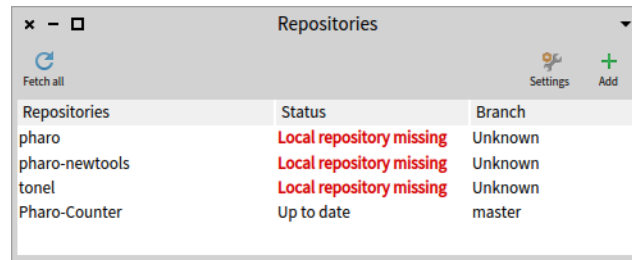 Repositories
Fetch all Settings Add
Repositories Status Branch
pharo Local repository missing Unknown
pharo-newtools Local repository missing Unknown
tonel Local repository missing Unknown
Pharo-Counter Up to date master